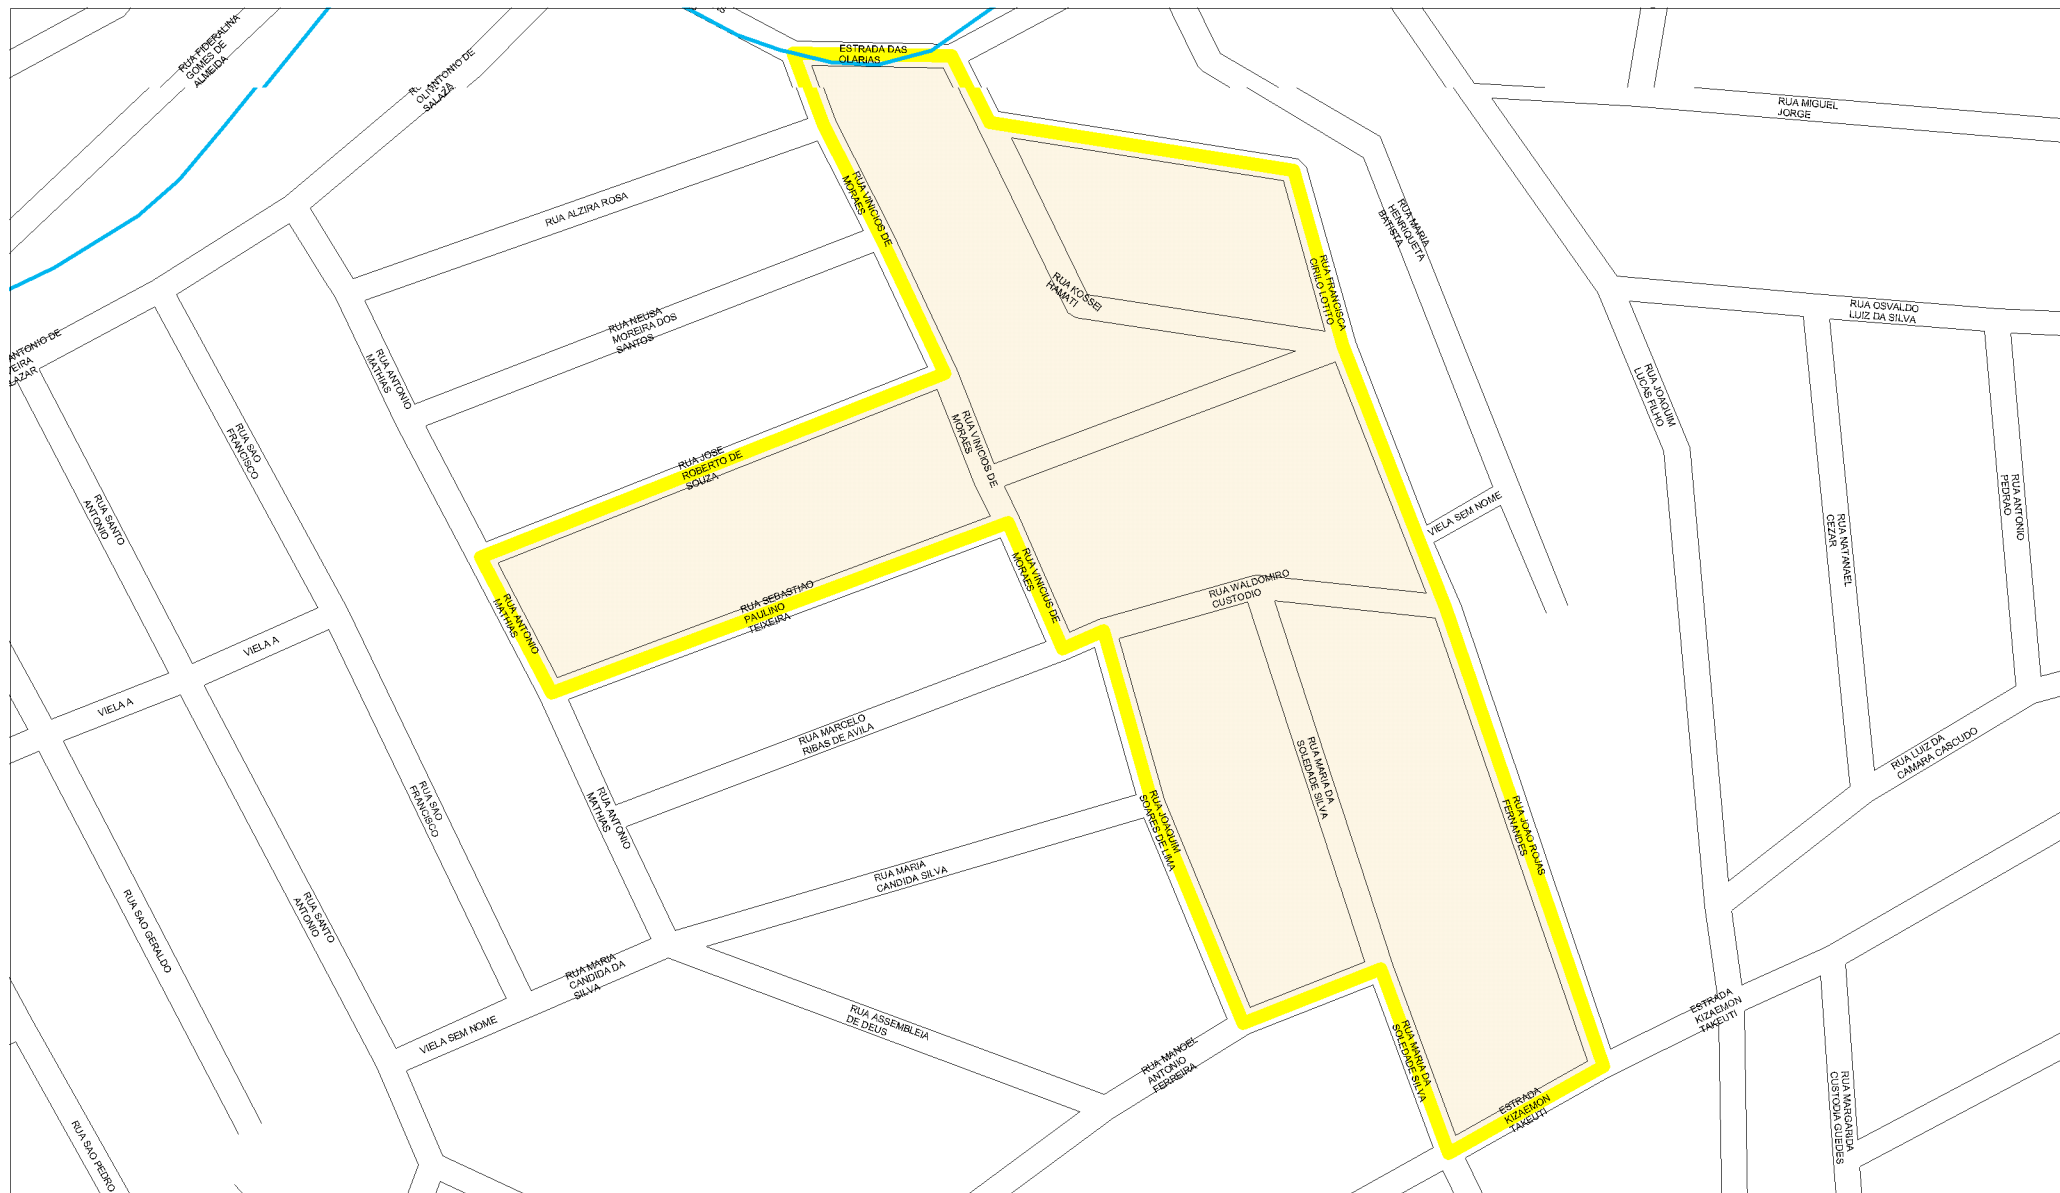 RUA FIDERALINA
GOMES DE
ALMEIDA
ANTONIO DE
SALAZA
ESTRADA DAS
OLARIAS
RUA MIGUEL
JORGE
RUA ALZIRA ROSA
RUA VINICIOS DE
MORAES
RUA MARIA
HENRIQUETA
BATISTA
RUA KOSSEI
HAMATI
RUA FRANCISCA
CIRILO LOTITO
RUA OSVALDO
LUIZ DA SILVA
RUA NEUSA
MOREIRA DOS
SANTOS
ANTONIO DE
VEIRA
LAZAR
RUA ANTONIO
MATHIAS
RUA JOAQUIM
LUCAS FILHO
RUA SAO
FRANCISCO
RUA JOSE
ROBERTO DE
SOUZA
RUA VINICIOS DE
MORAES
RUA SANTO
ANTONIO
VIELA SEM NOME
RUA NATANAEL
CEZAR
RUA ANTONIO
PEDRAO
RUA ANTONIO
MATHIAS
RUA SEBASTIAO
PAULINO
TEIXEIRA
RUA VINICIUS DE
MORAES
RUA WALDOMIRO
CUSTODIO
VIELA A
VIELA A
RUA MARCELO
RIBAS DE AVILA
RUA MARIA DA
SOLEDADE SILVA
RUA LUIZ DA
CAMARA CASCUDO
RUA SAO
FRANCISCO
RUA ANTONIO
MATHIAS
RUA JOAQUIM
SOARES DE LIMA
RUA JOAO ROJAS
FERNANDES
RUA MARIA
CANDIDA SILVA
RUA SAO GERALDO
RUA SANTO
ANTONIO
RUA MARIA
CANDIDA DA
SILVA
VIELA SEM NOME
RUA ASSEMBLEIA
DE DEUS
ESTRADA
KIZAEMON
TAKEUTI
RUA MANOEL
ANTONIO
FERREIRA
RUA MARIA DA
SOLEDADE SILVA
ESTRADA
KIZAEMON
TAKEUTI
RUA MARGARIDA
CUSTODIA GUEDES
RUA SAO PEDRO